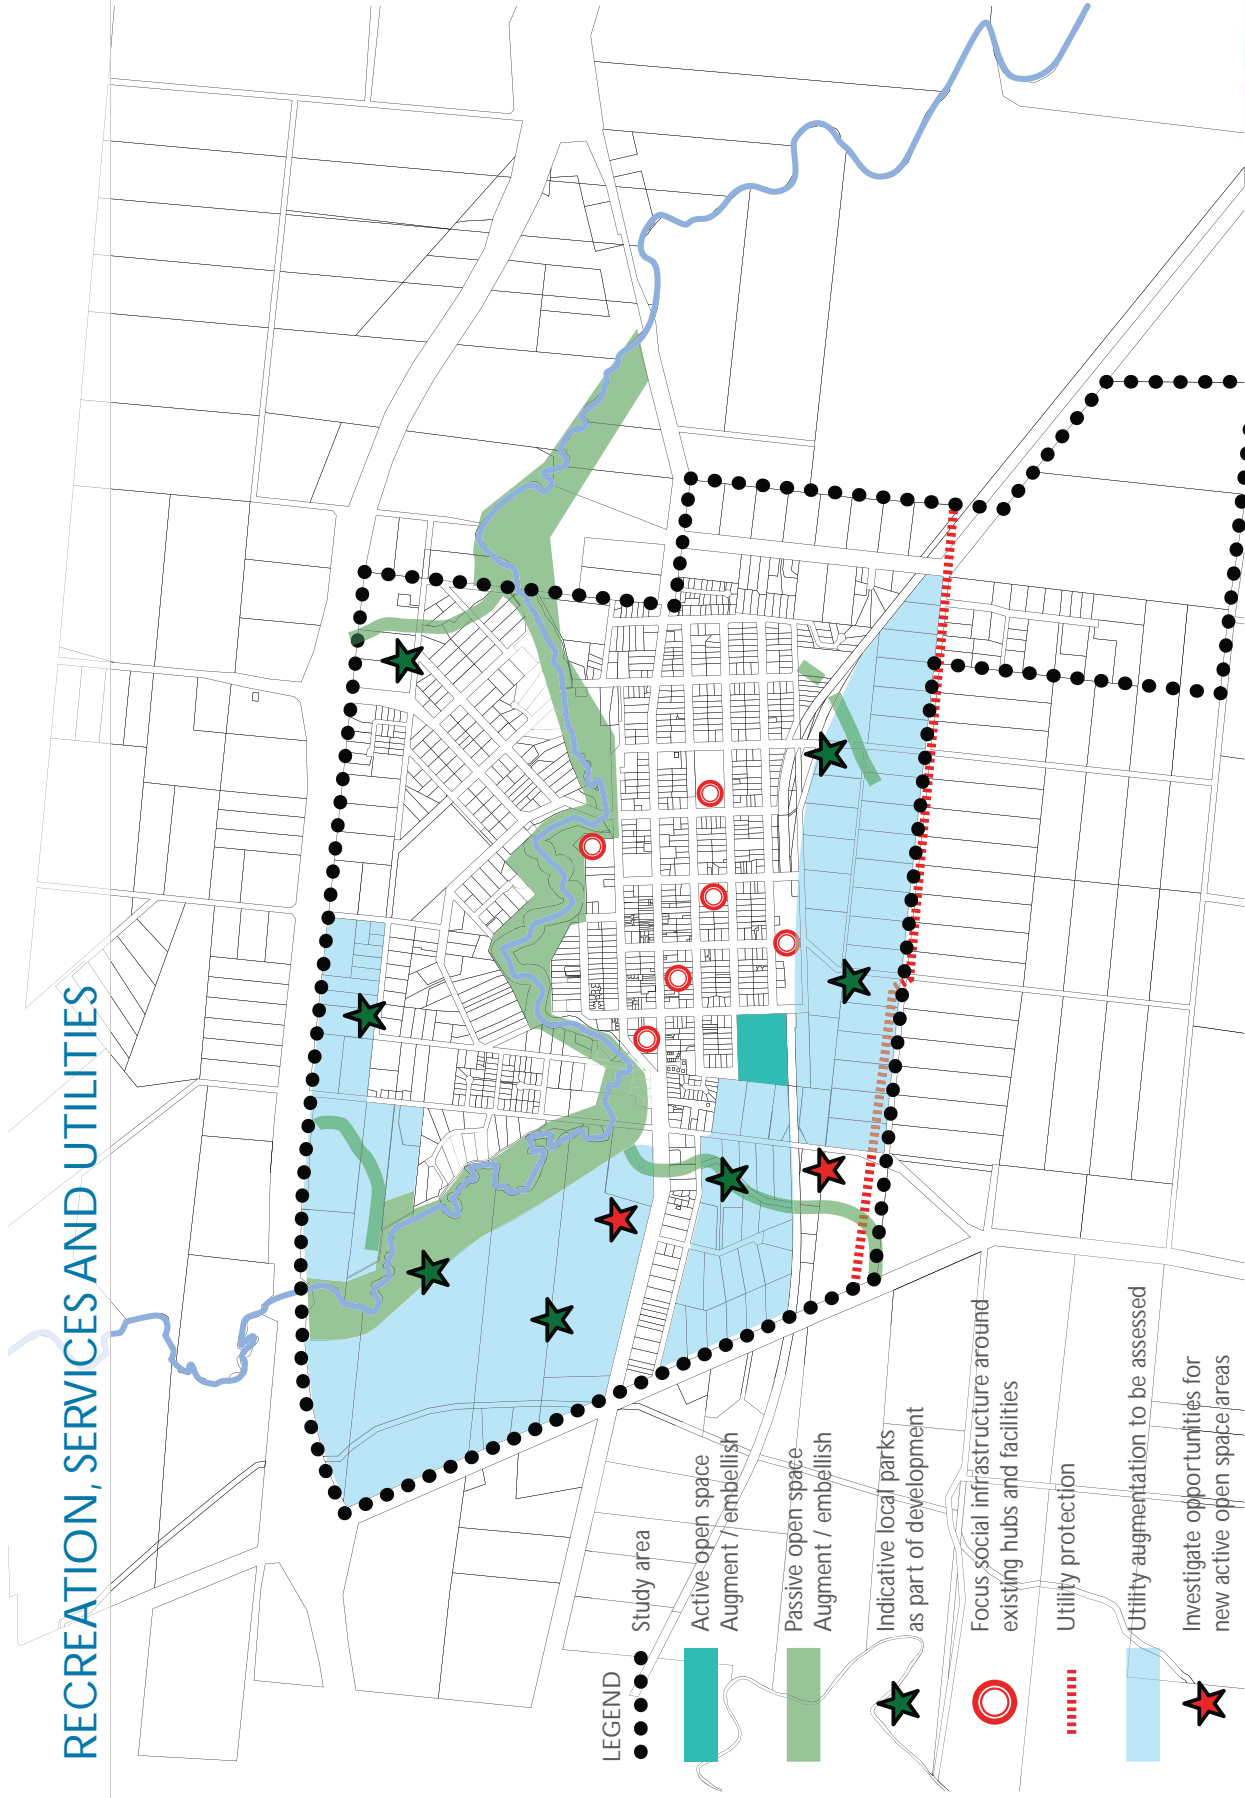 RECREATION, SERVICES AND UTILITIES
LEGEND
Study area
Active open space
Augment / embellish
Passive open space
Augment / embellish
Indicative local parks
as part of development
Focus social infrastructure around
existing hubs and facilities
Utility protection
Utility augmentation to be assessed
Investigate opportunities for
new active open space areas